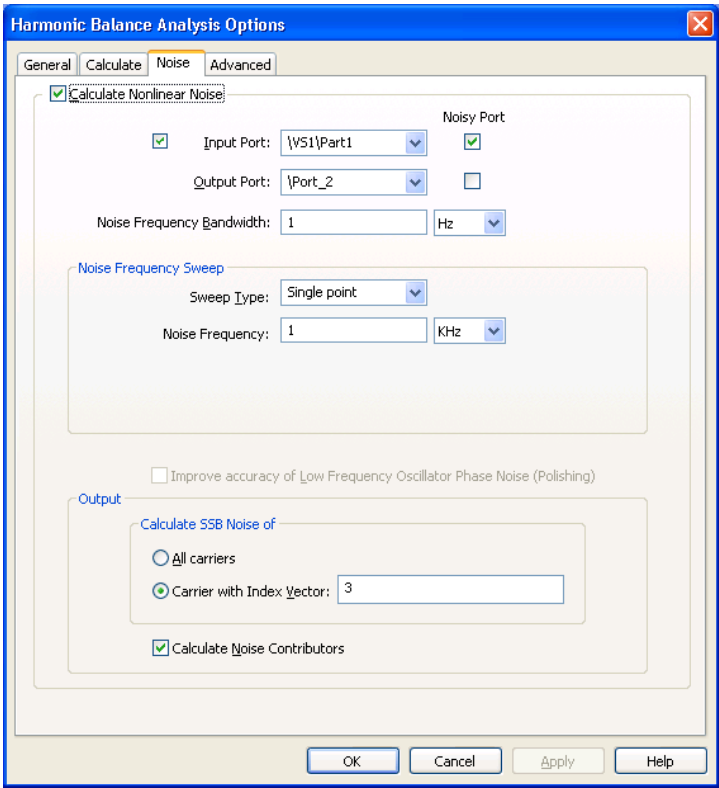 Harmonic Balance Analysis Options
General Calculate Noise Advanced
Calculate Nonlinear Noise
Noisy Port
Input Port: \VS1\Part1
Output Port: \Port_2
Noise Frequency Bandwidth: 1 Hz
Noise Frequency Sweep
Sweep Type: Single point
Noise Frequency: 1 KHz
Improve accuracy of Low Frequency Oscillator Phase Noise (Polishing)
Output
Calculate SSB Noise of
All carriers
Carrier with Index Vector: 3
Calculate Noise Contributors
OK Cancel Apply Help